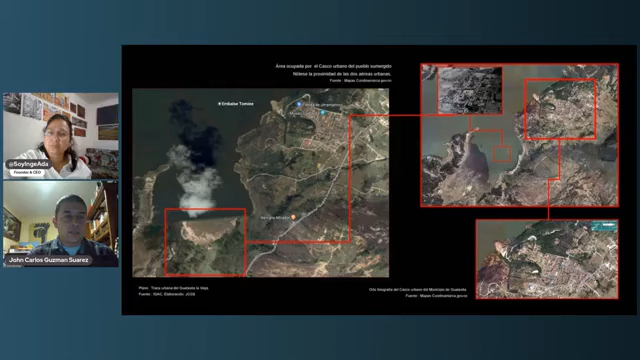 Área ocupada por el Casco urbano del pueblo sumergido
Nótese la proximidad de las dos aéreas urbanas.
Fuente : Mapas Cundinamarca.gov.co
Embalse Tomine
@SoyIngeAda
Founder & CEO
John Carlos Guzman Suarez
Plano. Traza urbana del Guatavita la Vieja.
Fuente : IGAC. Elaboración: JCGS
Orto fotografía del Casco urbano del Municipio de Guatavita
Fuente : Mapas Cundinamarca.gov.co